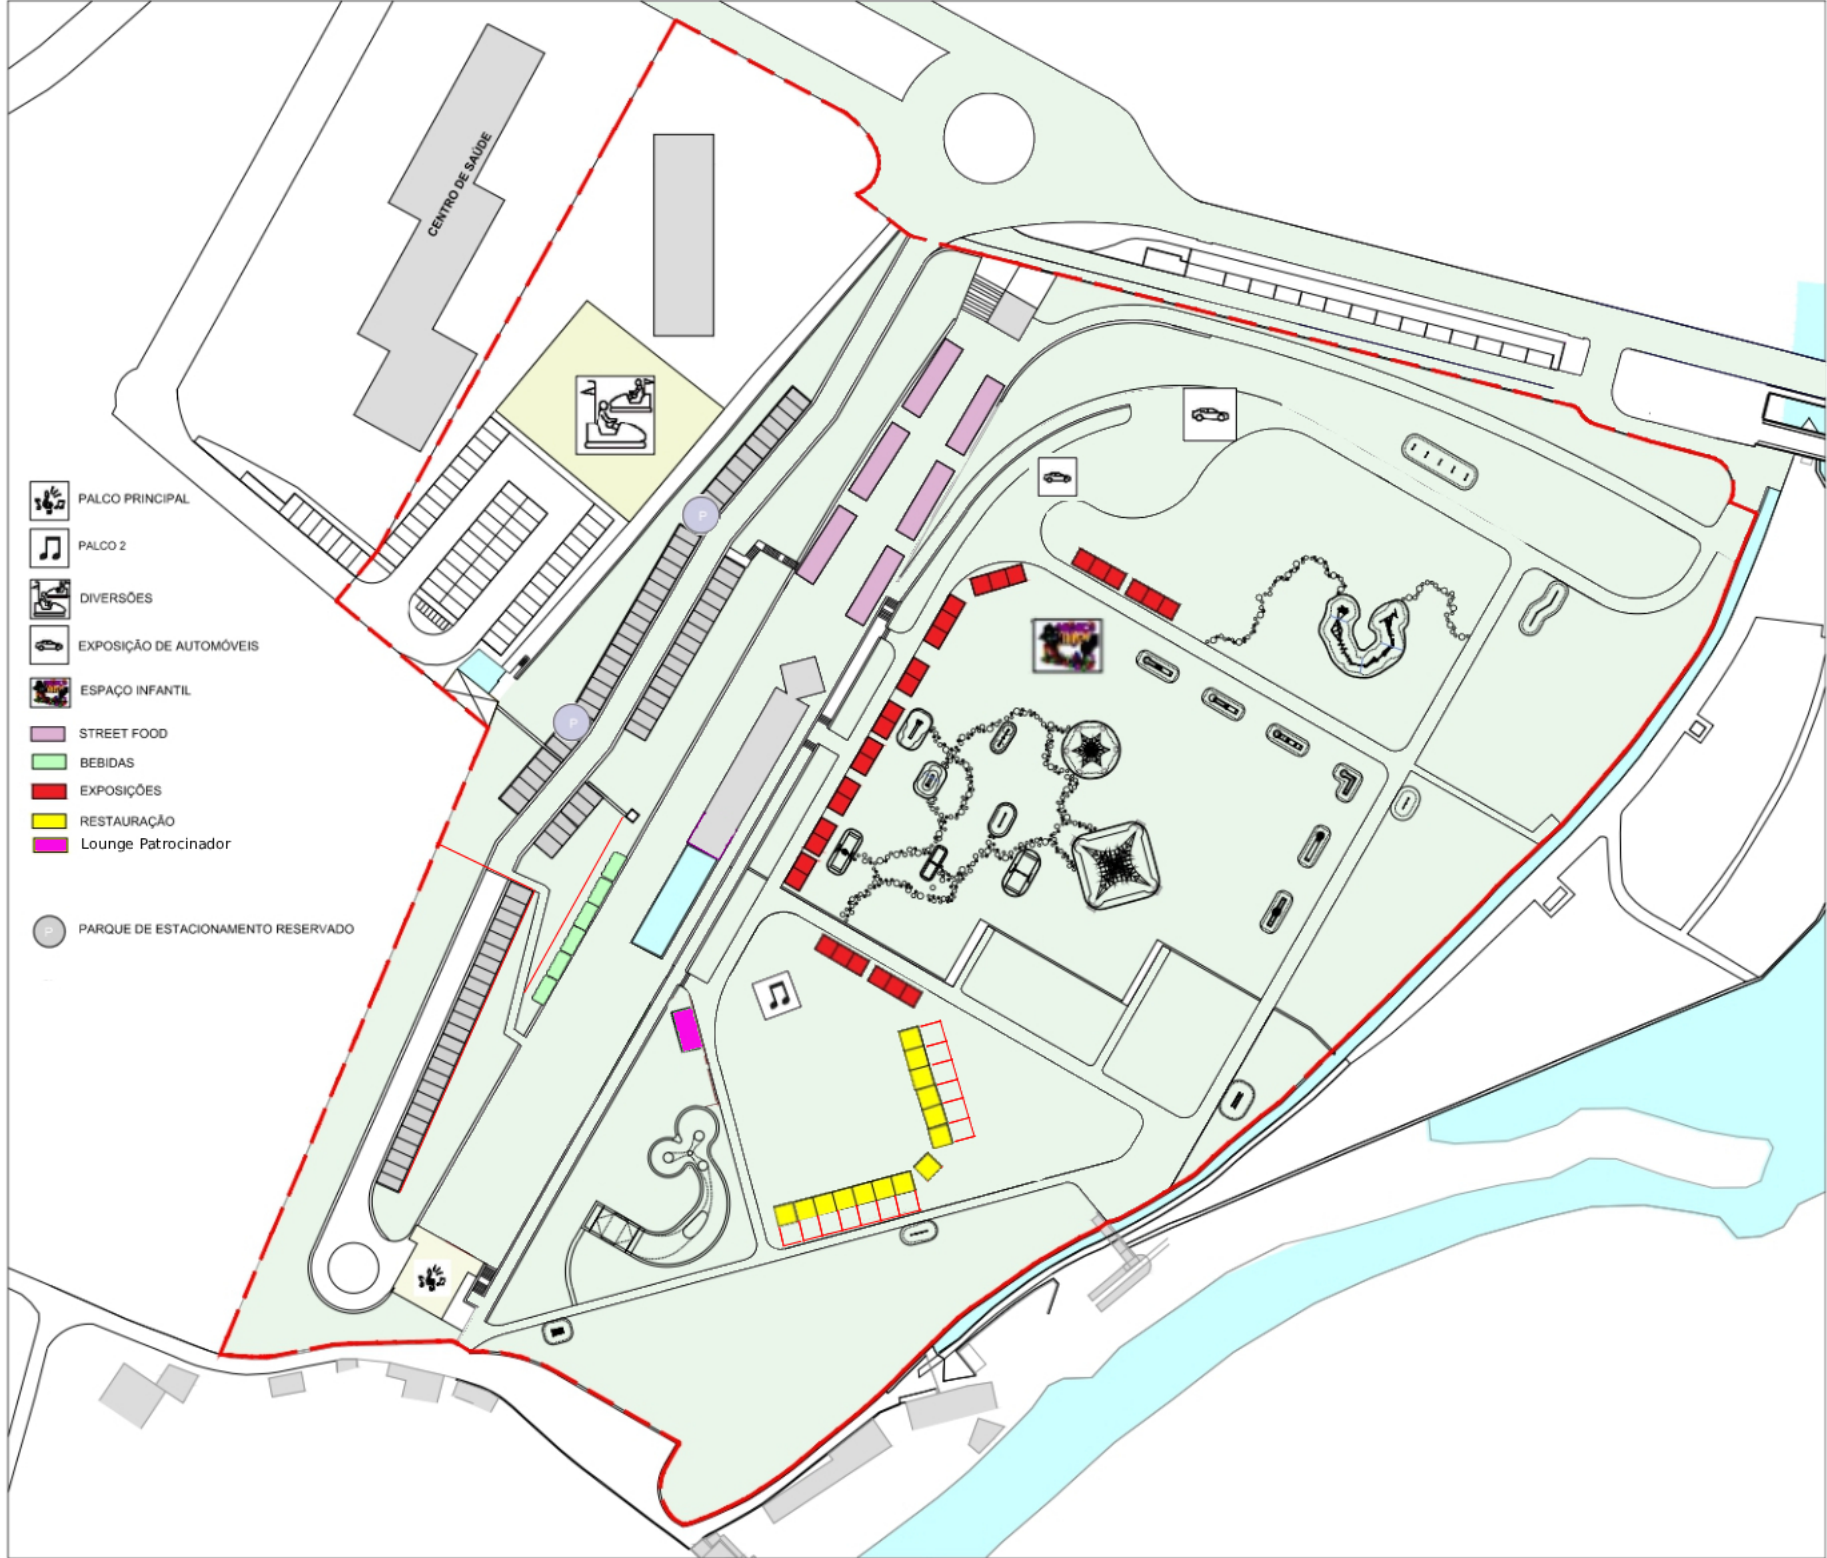 CENTRO DE SAÚDE
P
P
PALCO PRINCIPAL
PALCO 2
DIVERSÕES
EXPOSIÇÃO DE AUTOMÓVEIS
ESPAÇO INFANTIL
STREET FOOD
BEBIDAS
EXPOSIÇÕES
RESTAURAÇÃO
Lounge Patrocinador
P PARQUE DE ESTACIONAMENTO RESERVADO